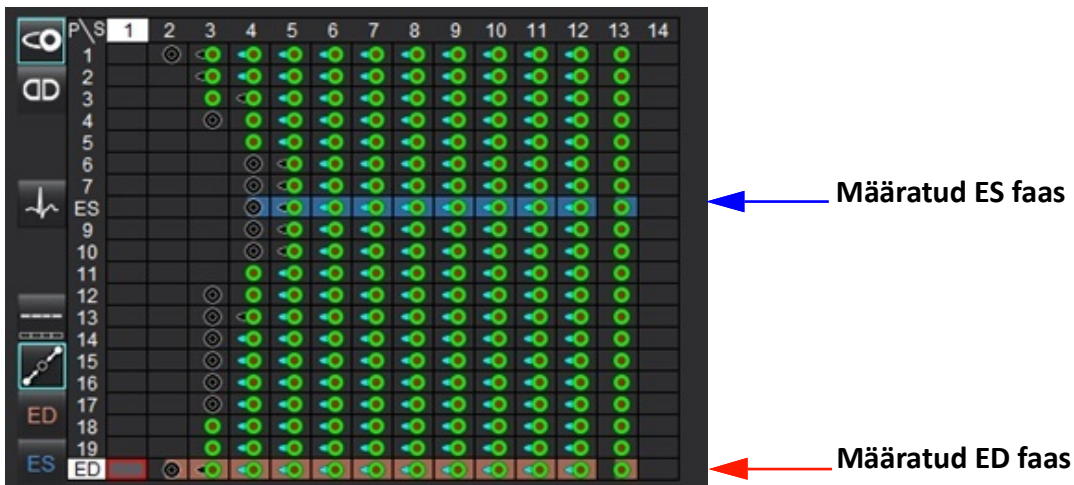 P\S 1 2 3 4 5 6 7 8 9 10 11 12 13 14
1
2
3
4
5
6
7
ES
9
10
11
12
13
14
15
16
17
18
19
ED
ED
ES
Määratud ES faas
Määratud ED faas